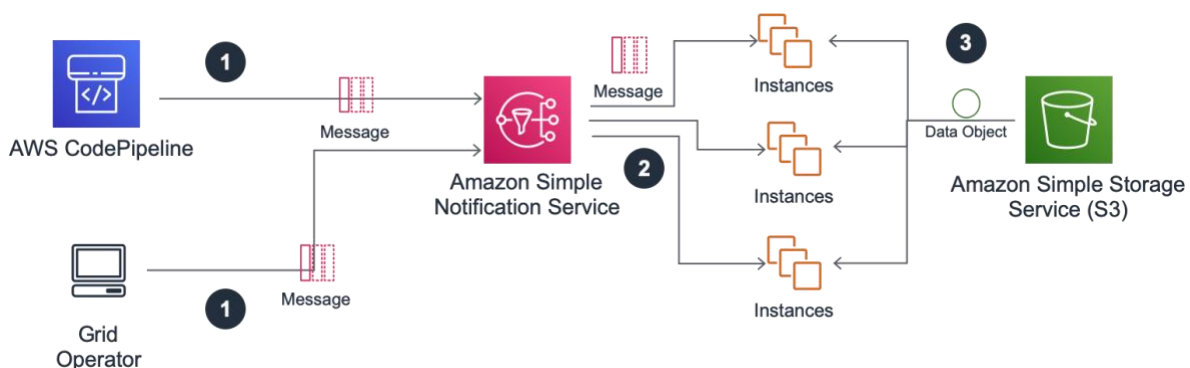 1
Message
AWS CodePipeline
1
Message
Grid
Operator
Amazon Simple
Notification Service
Message
2
Instances
Instances
Instances
3
Data Object
Amazon Simple Storage
Service (S3)